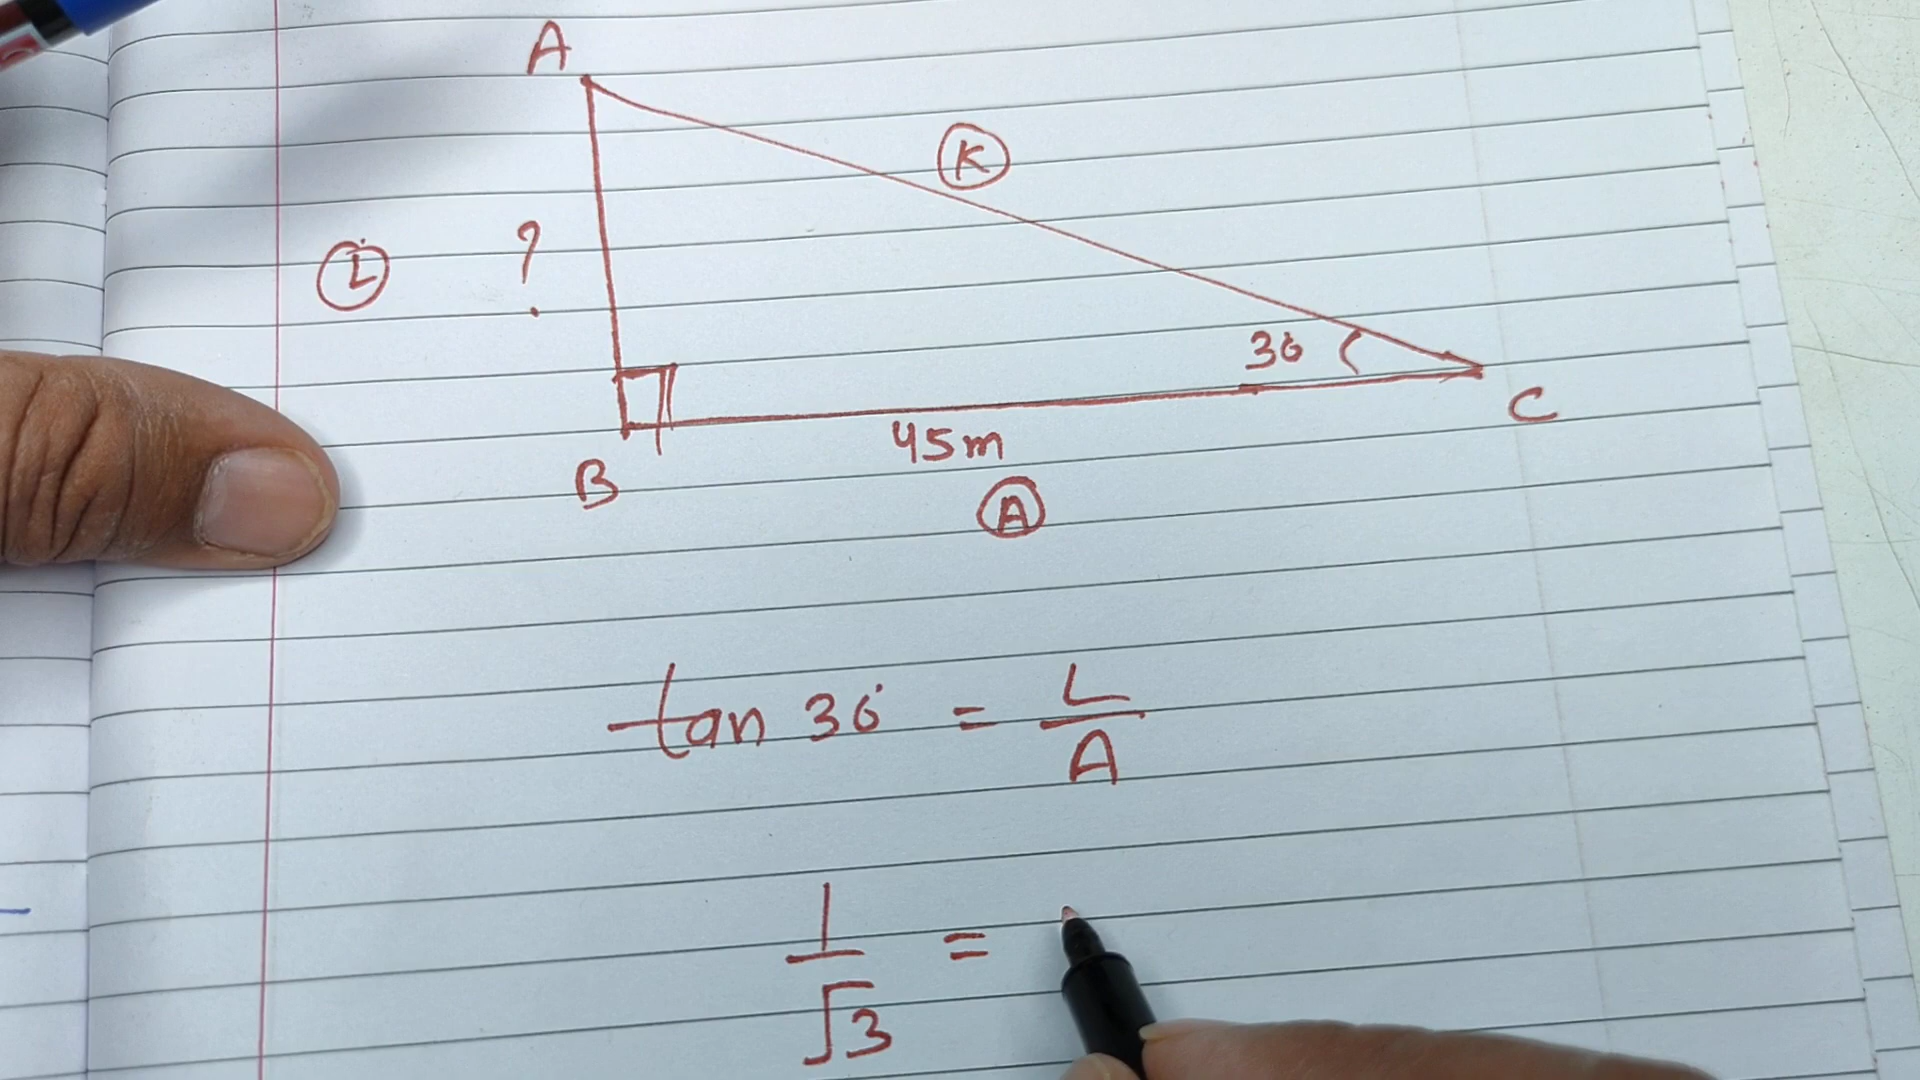 A
K
L
?
30°
C
45m
B
A
tan 30° = L/A
1/√3 =